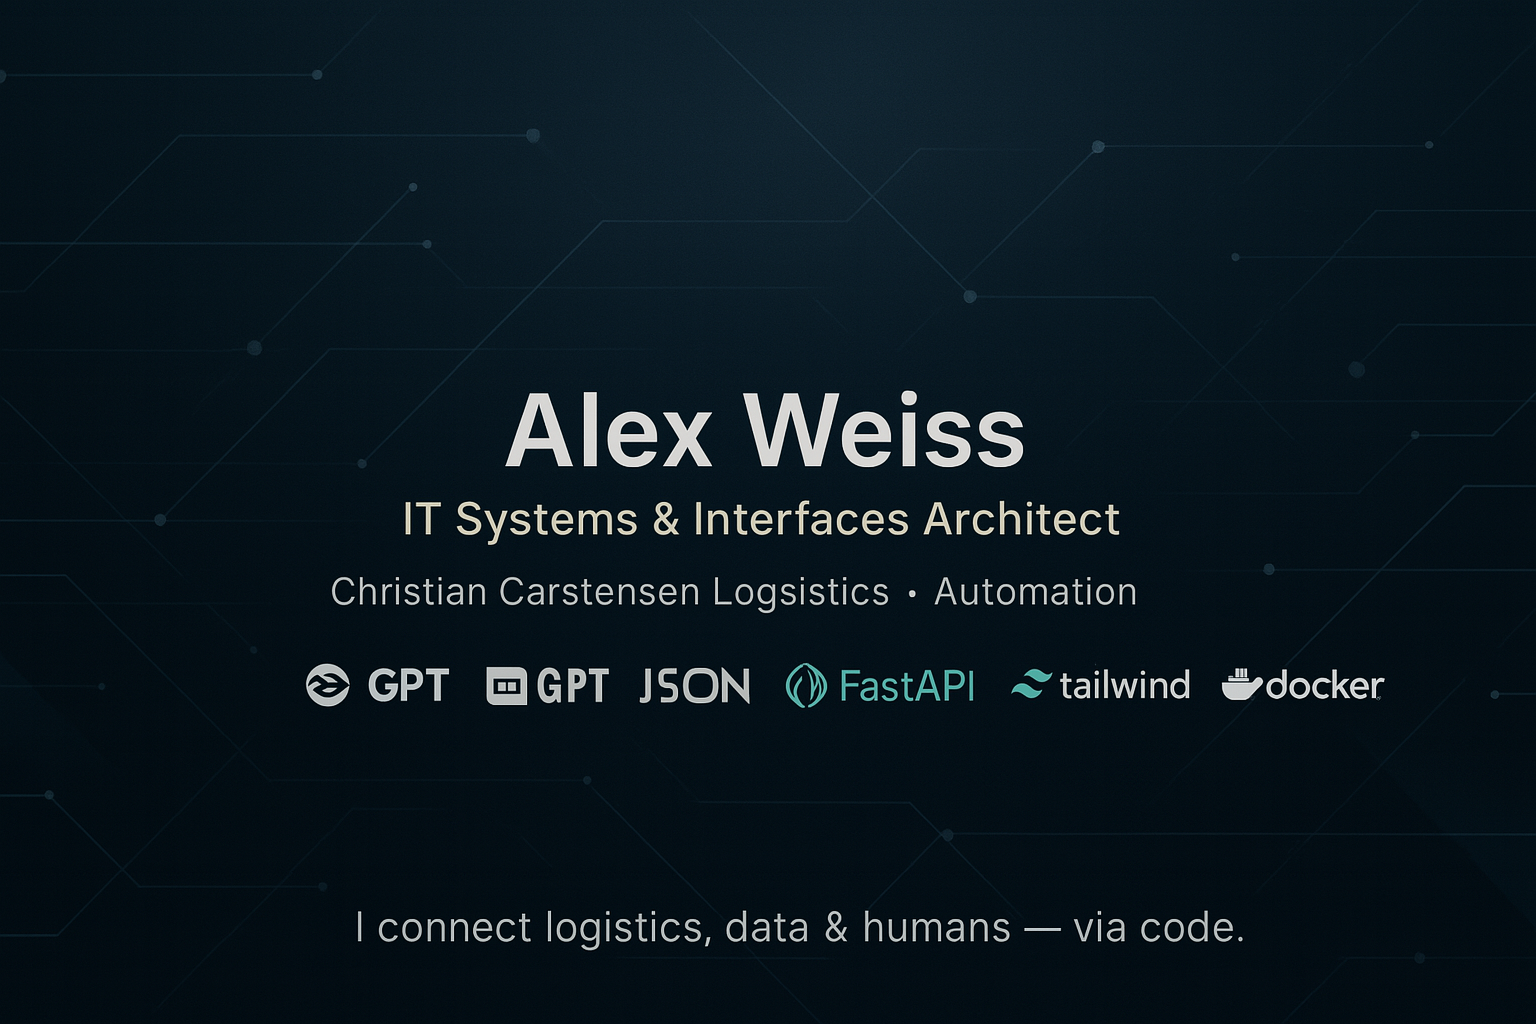 Alex Weiss
IT Systems & Interfaces Architect
Christian Carstensen Logsistics • Automation
GPT GPT JSON FastAPI tailwind docker
I connect logistics, data & humans — via code.